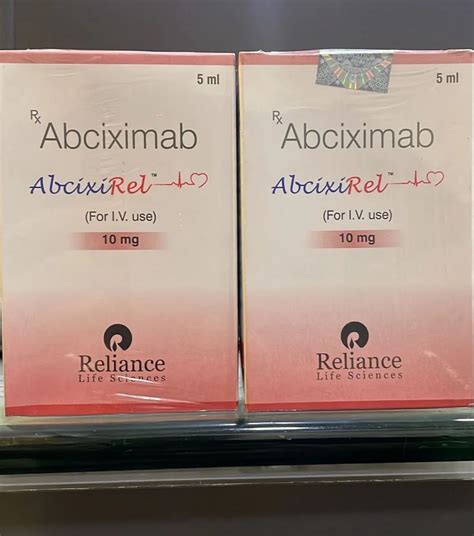 5 ml
Rx Abciximab
AbcixiRel™
(For I.V. use)
10 mg
Reliance
Life Sciences
5 ml
Rx Abciximab
AbcixiRel™
(For I.V. use)
10 mg
Reliance
Life Sciences